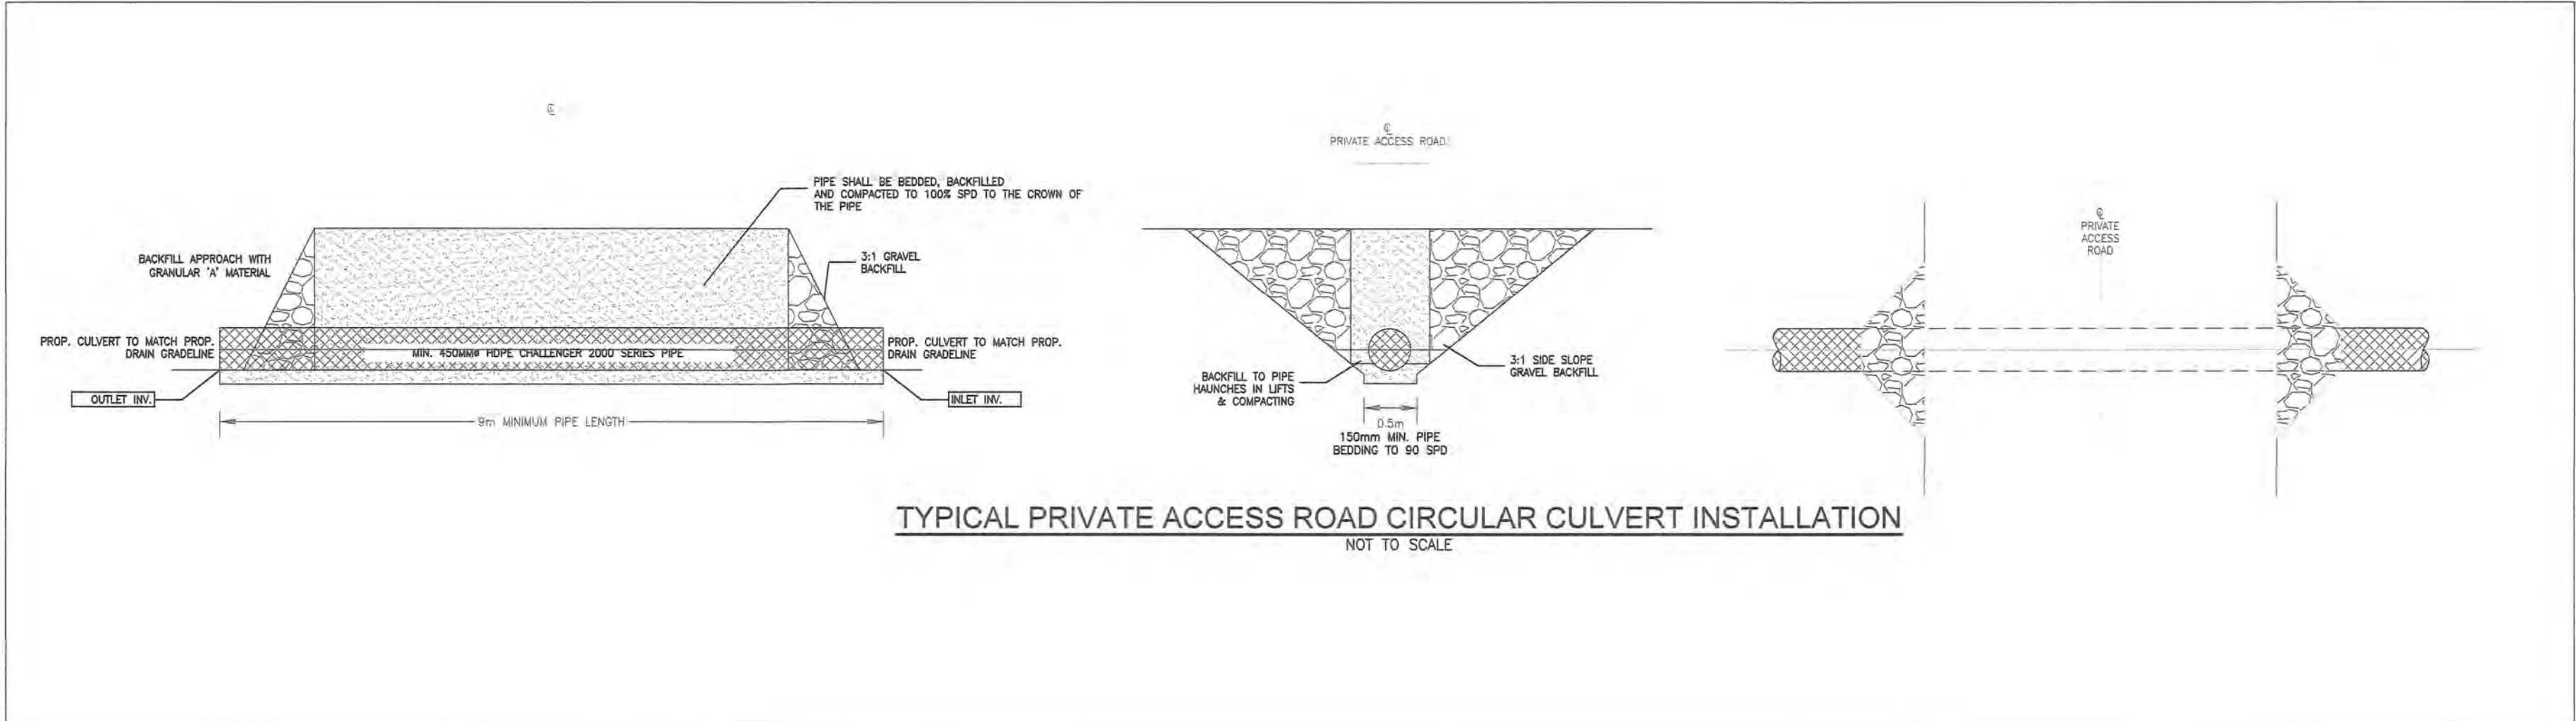 ℄
PIPE SHALL BE BEDDED, BACKFILLED
AND COMPACTED TO 100% SPD TO THE CROWN OF
THE PIPE
BACKFILL APPROACH WITH
GRANULAR 'A' MATERIAL
3:1 GRAVEL
BACKFILL
PROP. CULVERT TO MATCH PROP.
DRAIN GRADELINE
MIN. 450MMø HDPE CHALLENGER 2000 SERIES PIPE
PROP. CULVERT TO MATCH PROP.
DRAIN GRADELINE
OUTLET INV.
INLET INV.
9m MINIMUM PIPE LENGTH
℄
PRIVATE ACCESS ROAD
BACKFILL TO PIPE
HAUNCHES IN LIFTS
& COMPACTING
3:1 SIDE SLOPE
GRAVEL BACKFILL
0.5m
150mm MIN. PIPE
BEDDING TO 90 SPD
℄
PRIVATE
ACCESS
ROAD
TYPICAL PRIVATE ACCESS ROAD CIRCULAR CULVERT INSTALLATION
NOT TO SCALE